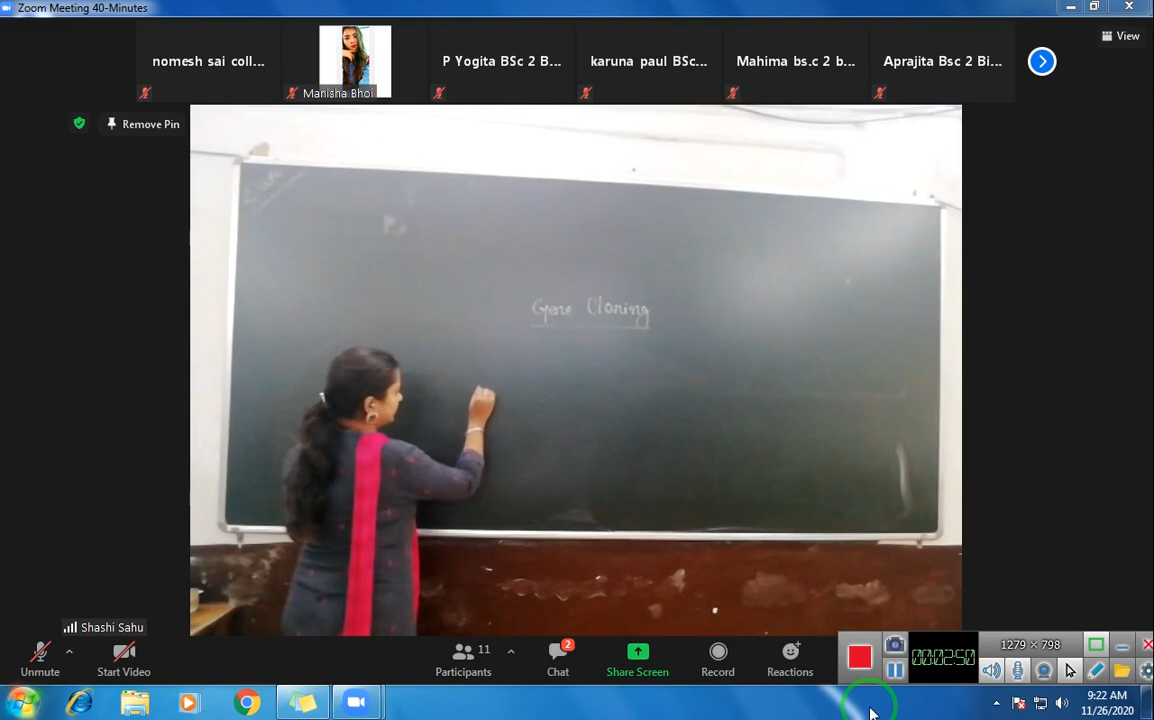 Zoom Meeting 40-Minutes
View
nomesh sai coll...
Manisha Bhoi
P Yogita BSc 2 B...
karuna paul BSc...
Mahima bs.c 2 b...
Aprajita Bsc 2 Bi...
Remove Pin
Gene Cloning
Shashi Sahu
Unmute
Start Video
Participants
11
Chat
2
Share Screen
Record
Reactions
00:02:50
1279 × 798
9:22 AM
11/26/2020